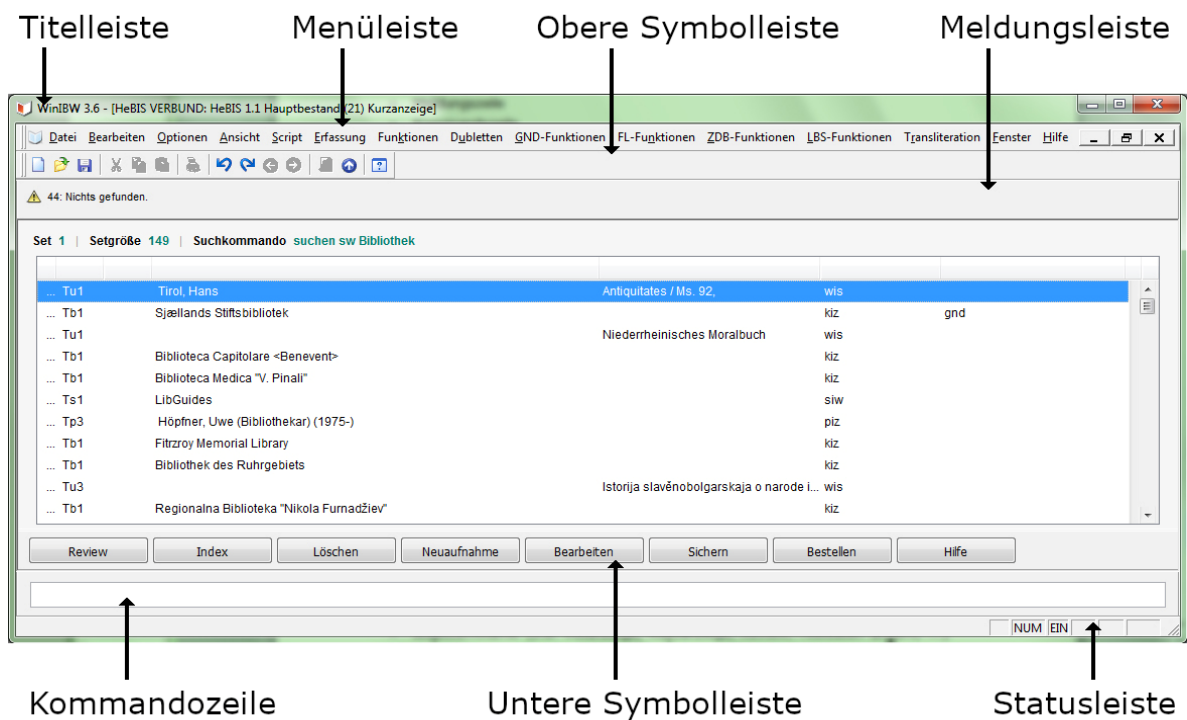 Titelleiste Menüleiste Obere Symbolleiste Meldungsleiste
WinIBW 3.6 - [HeBIS VERBUND: HeBIS 1.1 Hauptbestand (21) Kurzanzeige]
Datei Bearbeiten Optionen Ansicht Script Erfassung Funktionen Dubletten GND-Funktionen FL-Funktionen ZDB-Funktionen LBS-Funktionen Transliteration Fenster Hilfe
44: Nichts gefunden.
Set 1 | Setgröße 149 | Suchkommando suchen sw Bibliothek
... Tu1 Tirol, Hans Antiquitates / Ms. 92, wis
... Tb1 Sjællands Stiftsbibliotek kiz gnd
... Tu1 Niederrheinisches Moralbuch wis
... Tb1 Biblioteca Capitolare <Benevent> kiz
... Tb1 Biblioteca Medica "V. Pinali" kiz
... Ts1 LibGuides siw
... Tp3 Höpfner, Uwe (Bibliothekar) (1975-) piz
... Tb1 Fitrzroy Memorial Library kiz
... Tb1 Bibliothek des Ruhrgebiets kiz
... Tu3 Istorija slavěnobolgarskaja o narode i... wis
... Tb1 Regionalna Biblioteka "Nikola Furnadžiev" kiz
Review Index Löschen Neuaufnahme Bearbeiten Sichern Bestellen Hilfe
NUM EIN
Kommandozeile Untere Symbolleiste Statusleiste